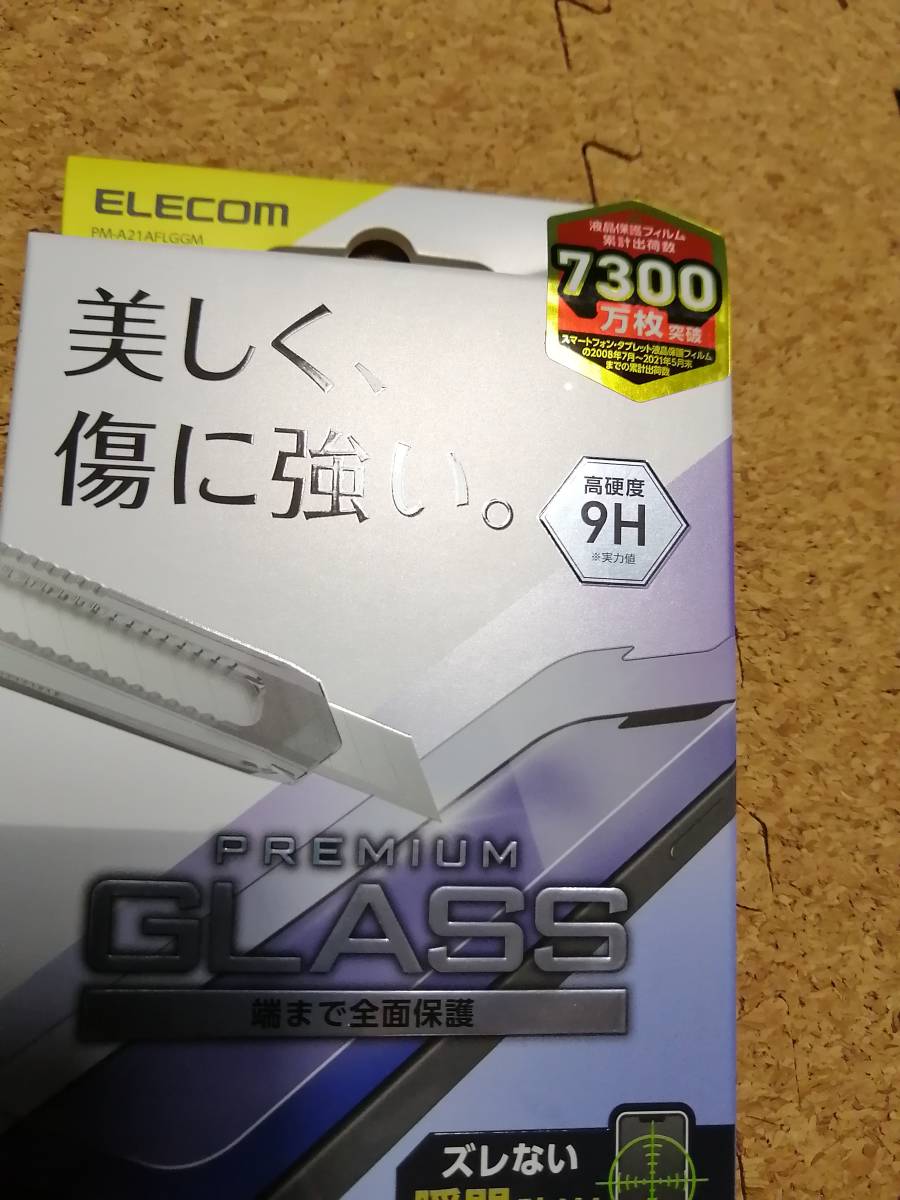 ELECOM
PM-A21AFLGGM
液晶保護フィルム
累計出荷数
7300
万枚突破
スマートフォン・タブレット液晶保護フィルム
の2008年7月～2021年5月末
までの累計出荷数
美しく、
傷に強い。
高硬度
9H
※実力値
PREMIUM
GLASS
端まで全面保護
ズレない